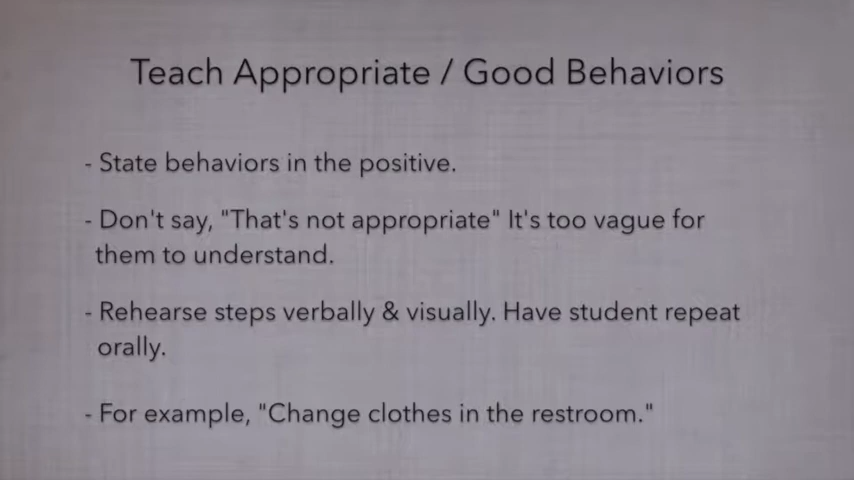 Teach Appropriate / Good Behaviors
- State behaviors in the positive.
- Don't say, "That's not appropriate" It's too vague for
them to understand.
- Rehearse steps verbally & visually. Have student repeat
orally.
- For example, "Change clothes in the restroom."